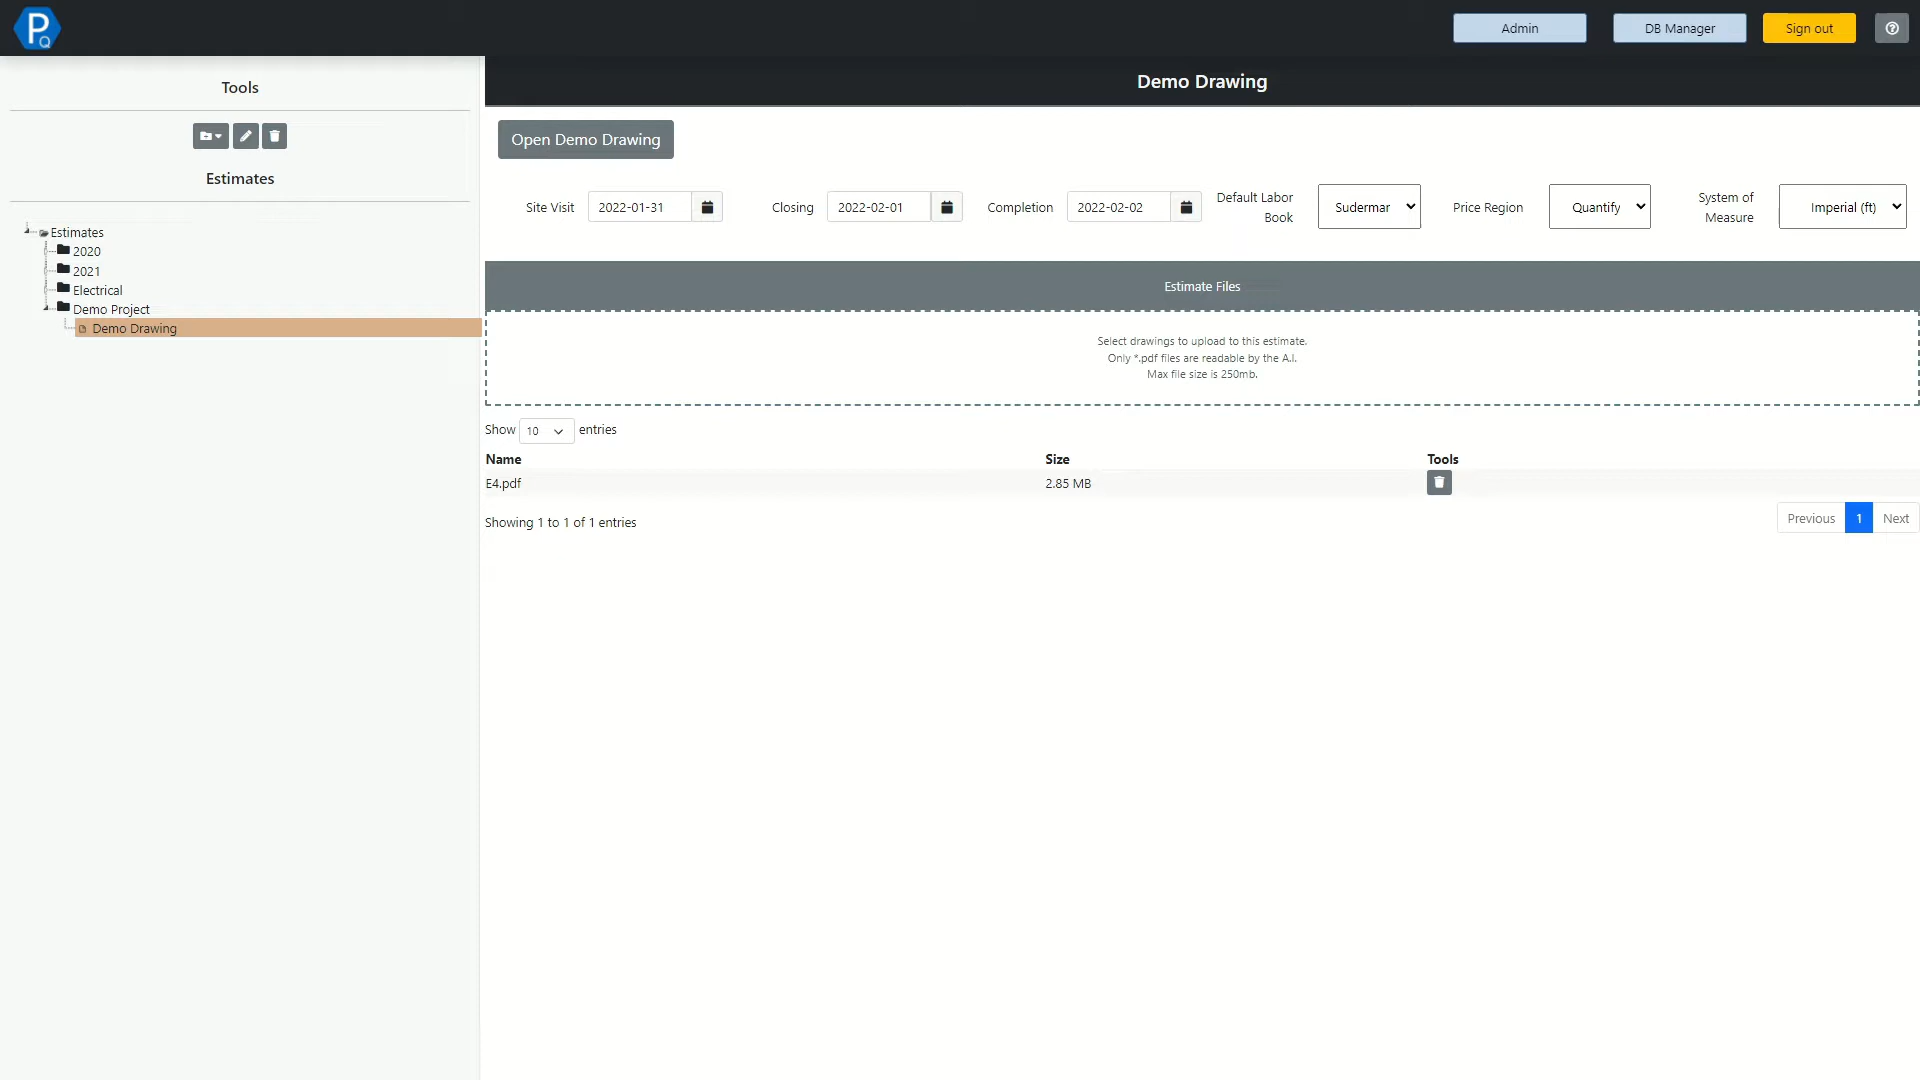 PQ
Admin
DB Manager
Sign out
Tools
Demo Drawing
Open Demo Drawing
Estimates
Site Visit 2022-01-31
Closing 2022-02-01
Completion 2022-02-02
Default Labor
Book
Sudermar
Price Region Quantify
System of
Measure
Imperial (ft)
Estimates
2020
2021
Electrical
Demo Project
Demo Drawing
Estimate Files
Select drawings to upload to this estimate.
Only *.pdf files are readable by the A.I.
Max file size is 250mb.
Show 10 entries
Name Size Tools
E4.pdf 2.85 MB
Showing 1 to 1 of 1 entries
Previous 1 Next